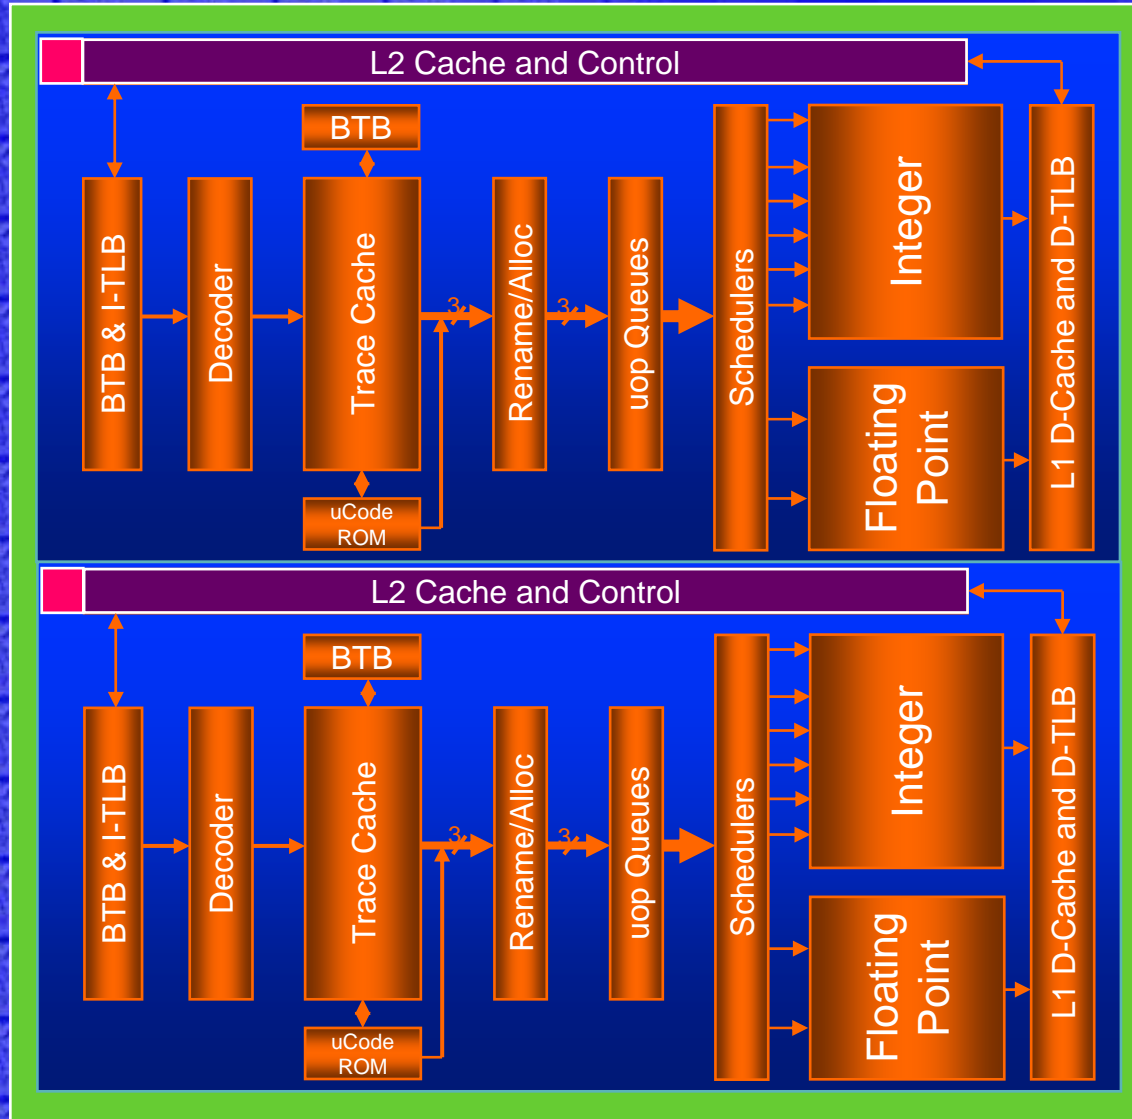 L2 Cache and Control
BTB
BTB & I-TLB
Decoder
Trace Cache
3
Rename/Alloc
3
uop Queues
Schedulers
Integer
Floating
Point
L1 D-Cache and D-TLB
uCode
ROM
L2 Cache and Control
BTB
BTB & I-TLB
Decoder
Trace Cache
3
Rename/Alloc
3
uop Queues
Schedulers
Integer
Floating
Point
L1 D-Cache and D-TLB
uCode
ROM